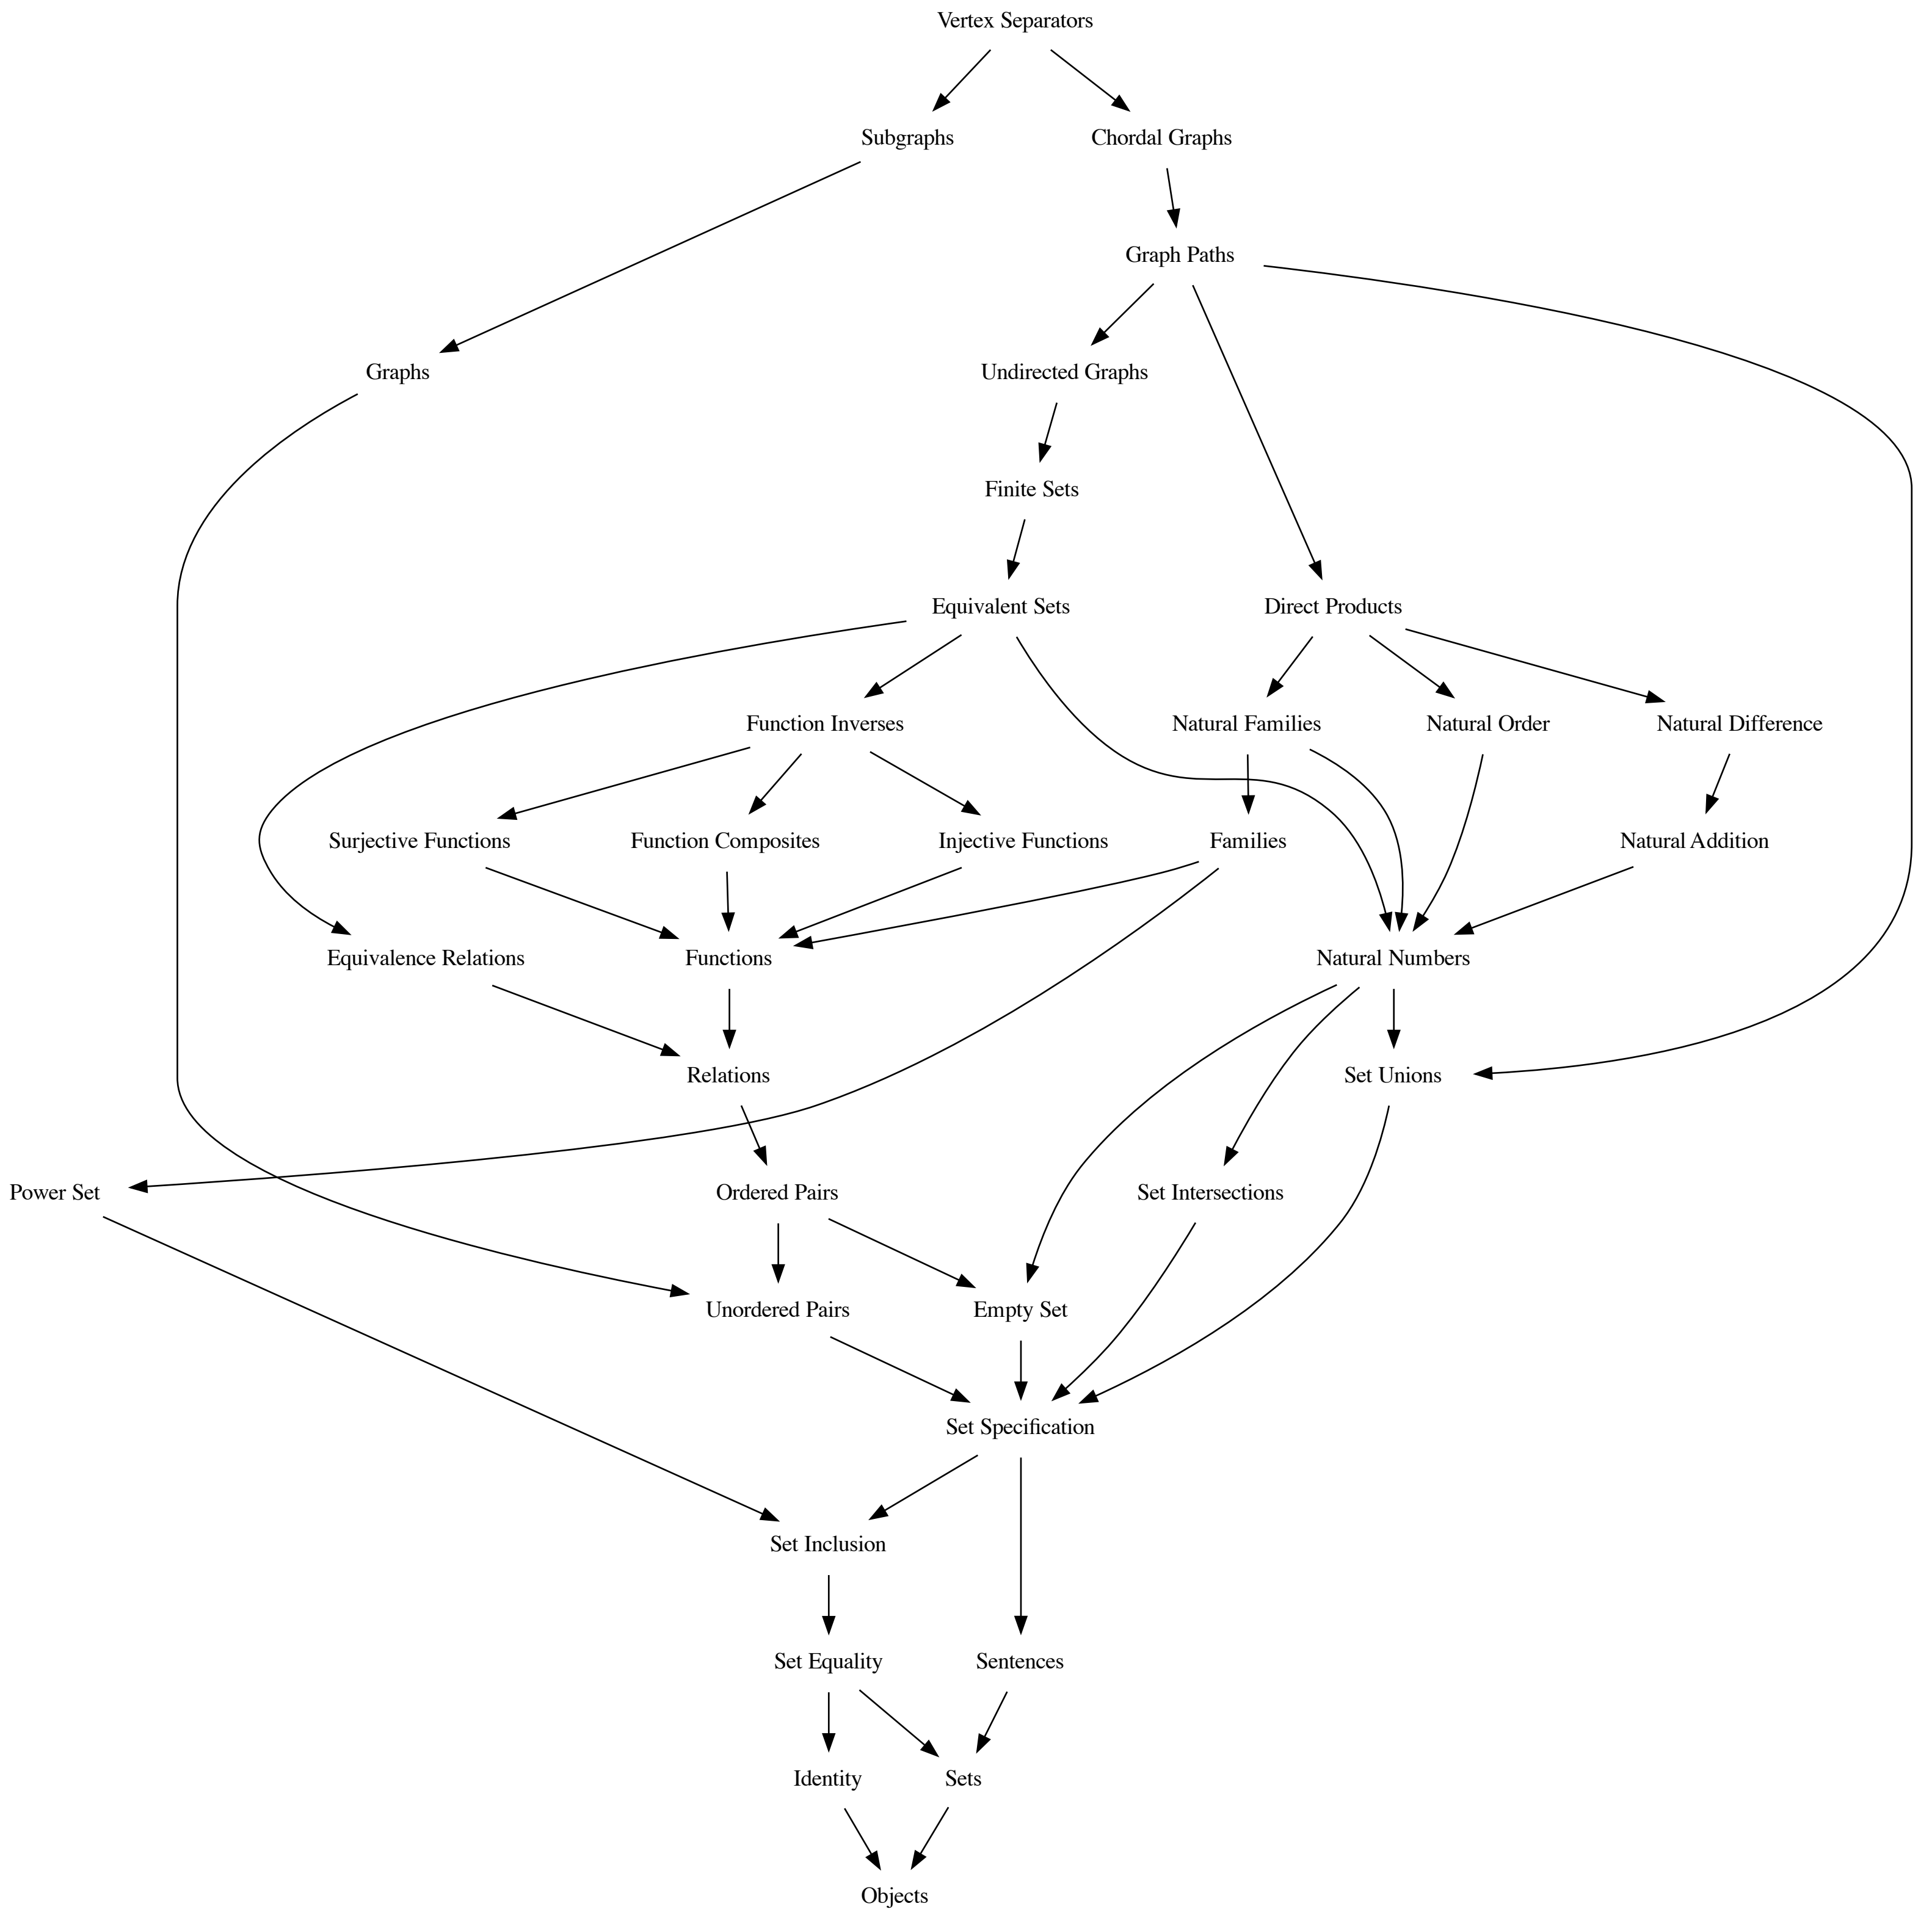 Vertex Separators
Subgraphs
Chordal Graphs
Graph Paths
Graphs
Undirected Graphs
Finite Sets
Equivalent Sets
Direct Products
Function Inverses
Natural Families
Natural Order
Natural Difference
Surjective Functions
Function Composites
Injective Functions
Families
Natural Addition
Equivalence Relations
Functions
Natural Numbers
Relations
Set Unions
Power Set
Ordered Pairs
Set Intersections
Unordered Pairs
Empty Set
Set Specification
Set Inclusion
Set Equality
Sentences
Identity
Sets
Objects